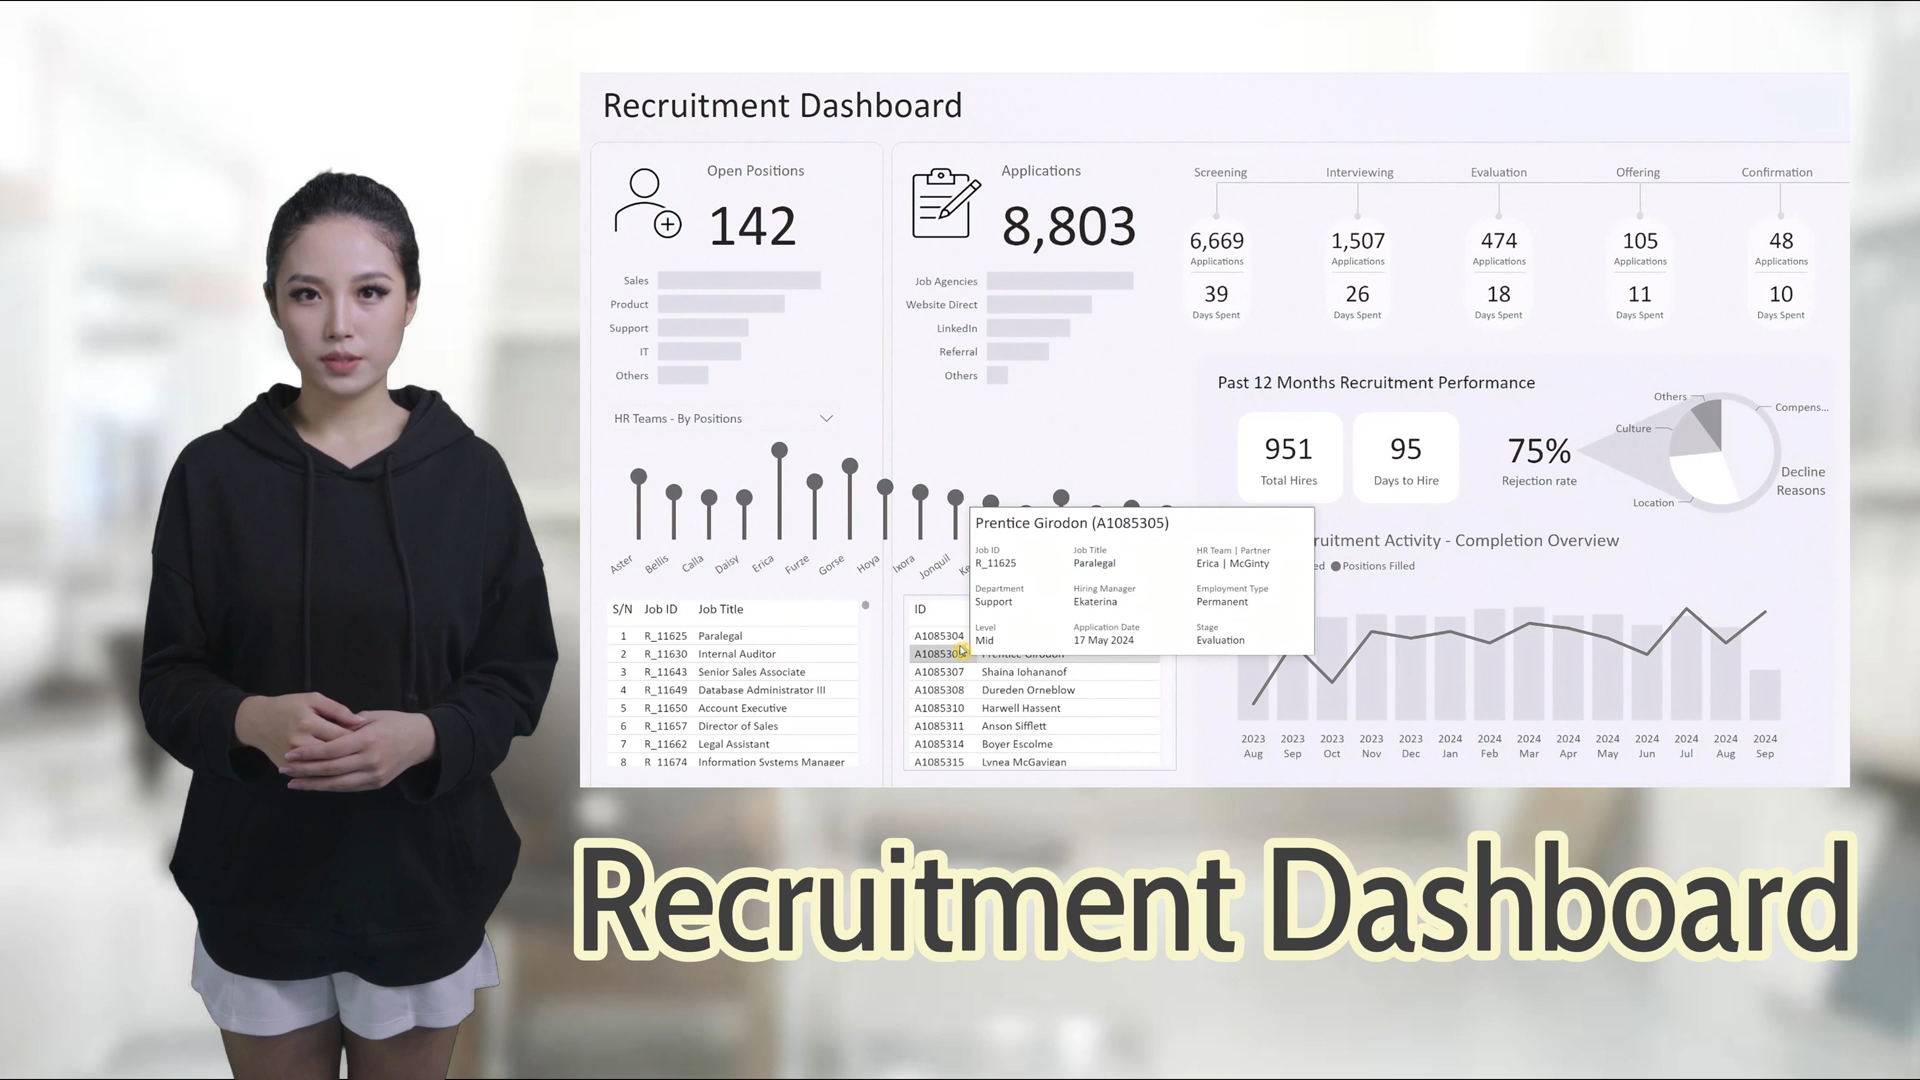 Recruitment Dashboard
Open Positions
142
Sales
Product
Support
IT
Others
HR Teams - By Positions
Applications
8,803
Job Agencies
Website Direct
LinkedIn
Referral
Others
Screening
Interviewing
Evaluation
Offering
Confirmation
6,669
Applications
39
Days Spent
1,507
Applications
26
Days Spent
474
Applications
18
Days Spent
105
Applications
11
Days Spent
48
Applications
10
Days Spent
Past 12 Months Recruitment Performance
951
Total Hires
95
Days to Hire
75%
Rejection rate
Others
Culture
Location
Compens...
Decline
Reasons
Aster
Bellis
Calla
Daisy
Erica
Furze
Gorse
Hoya
Ixora
Jonquil
Prentice Girodon (A1085305)
Job ID
R_11625
Job Title
Paralegal
HR Team | Partner
Erica | McGinty
Department
Support
Hiring Manager
Ekaterina
Employment Type
Permanent
Level
Mid
Application Date
17 May 2024
Stage
Evaluation
ruitment Activity - Completion Overview
ed Positions Filled
S/N Job ID Job Title
1 R_11625 Paralegal
2 R_11630 Internal Auditor
3 R_11643 Senior Sales Associate
4 R_11649 Database Administrator III
5 R_11650 Account Executive
6 R_11657 Director of Sales
7 R_11662 Legal Assistant
8 R_11674 Information Systems Manager
ID
A1085304
Prentice Girodon
A1085307 Shaina Iohananof
A1085308 Dureden Orneblow
A1085310 Harwell Hassent
A1085311 Anson Sifflett
A1085314 Boyer Escolme
A1085315 Lynea McGavigan
2023 Aug
2023 Sep
2023 Oct
2023 Nov
2023 Dec
2024 Jan
2024 Feb
2024 Mar
2024 Apr
2024 May
2024 Jun
2024 Jul
2024 Aug
2024 Sep
Recruitment Dashboard